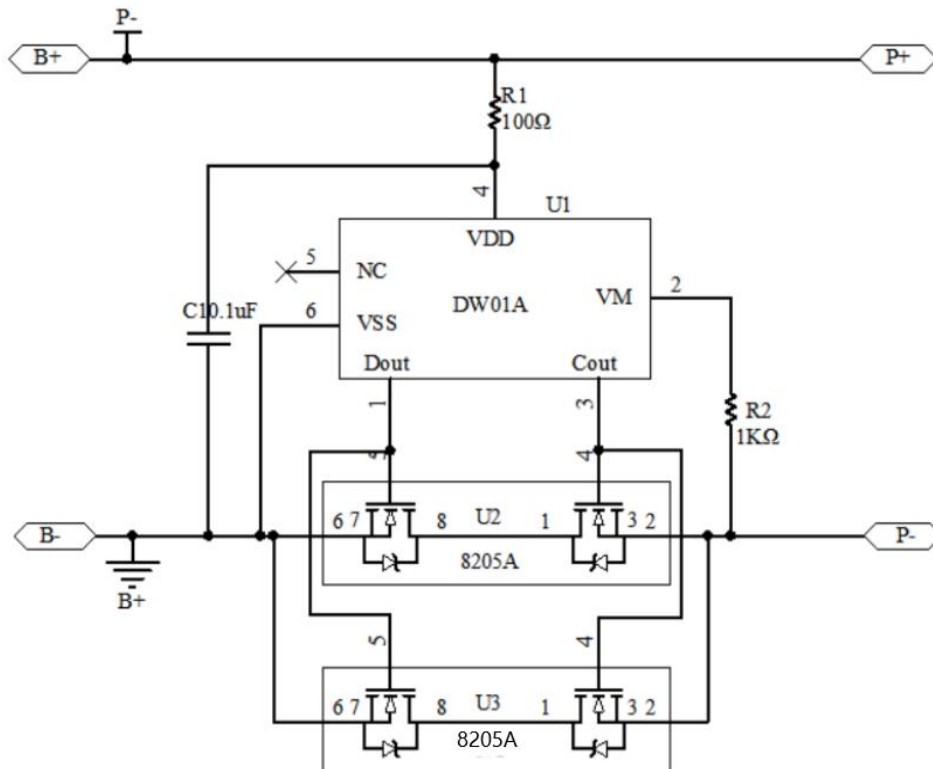 P-
B+
P+
R1
100Ω
4
U1
VDD
5
NC
DW01A
VM
2
C10.1uF
6
VSS
Dout
Cout
1
3
R2
1KΩ
4
B-
6 7
8
U2
1
3 2
P-
8205A
B+
5
4
6 7
8
U3
1
3 2
8205A